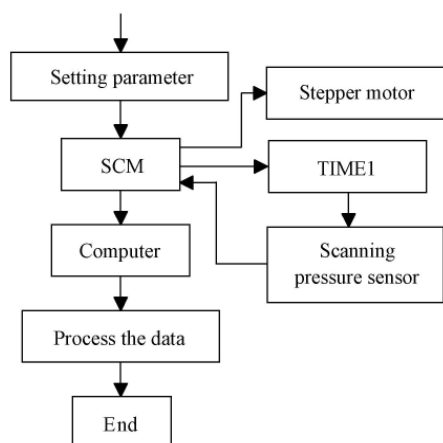 Setting parameter
Stepper motor
SCM
TIME1
Computer
Scanning
pressure sensor
Process the data
End